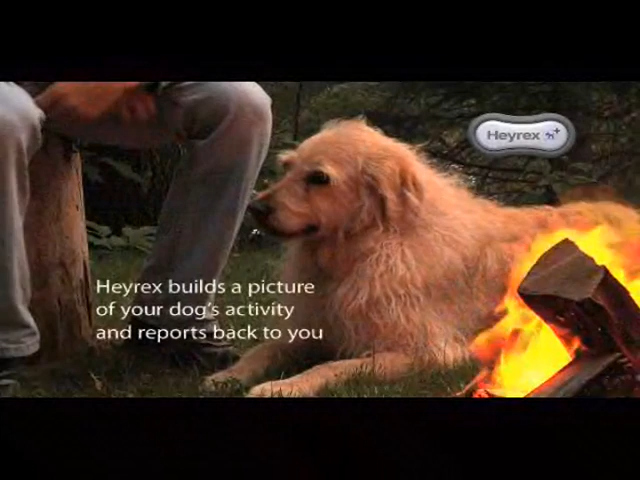 Heyrex
Heyrex builds a picture
of your dog's activity
and reports back to you